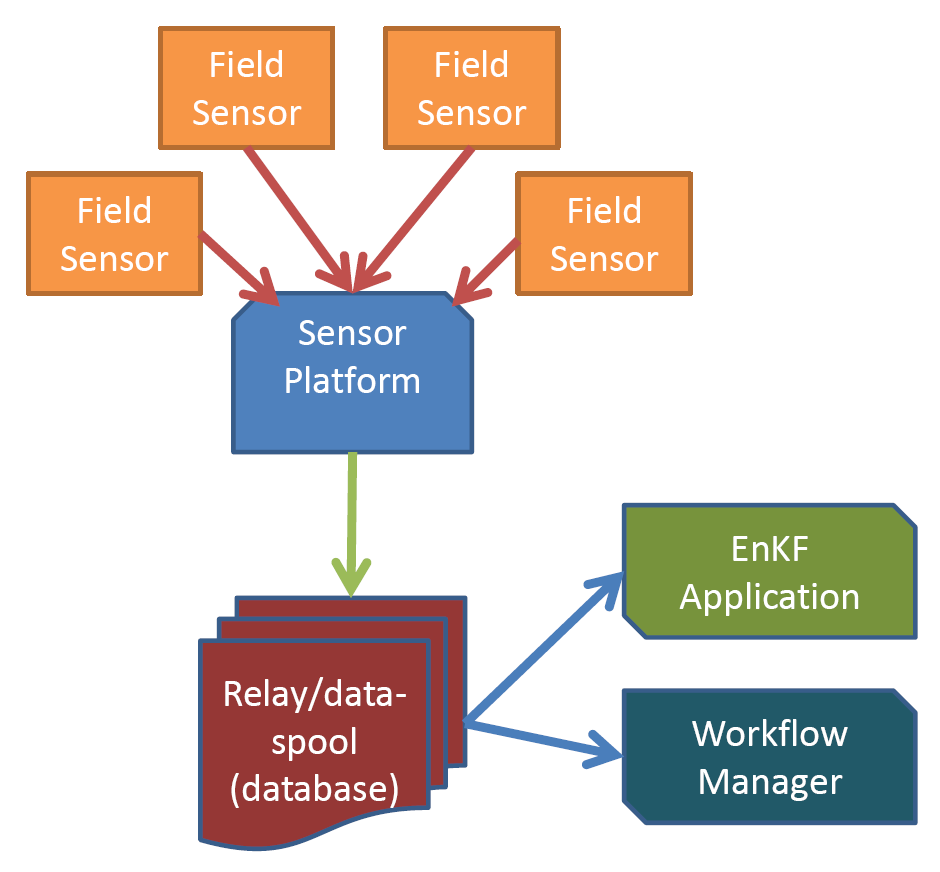 Field
Sensor
Field
Sensor
Field
Sensor
Field
Sensor
Sensor
Platform
EnKF
Application
Relay/data-
spool
(database)
Workflow
Manager